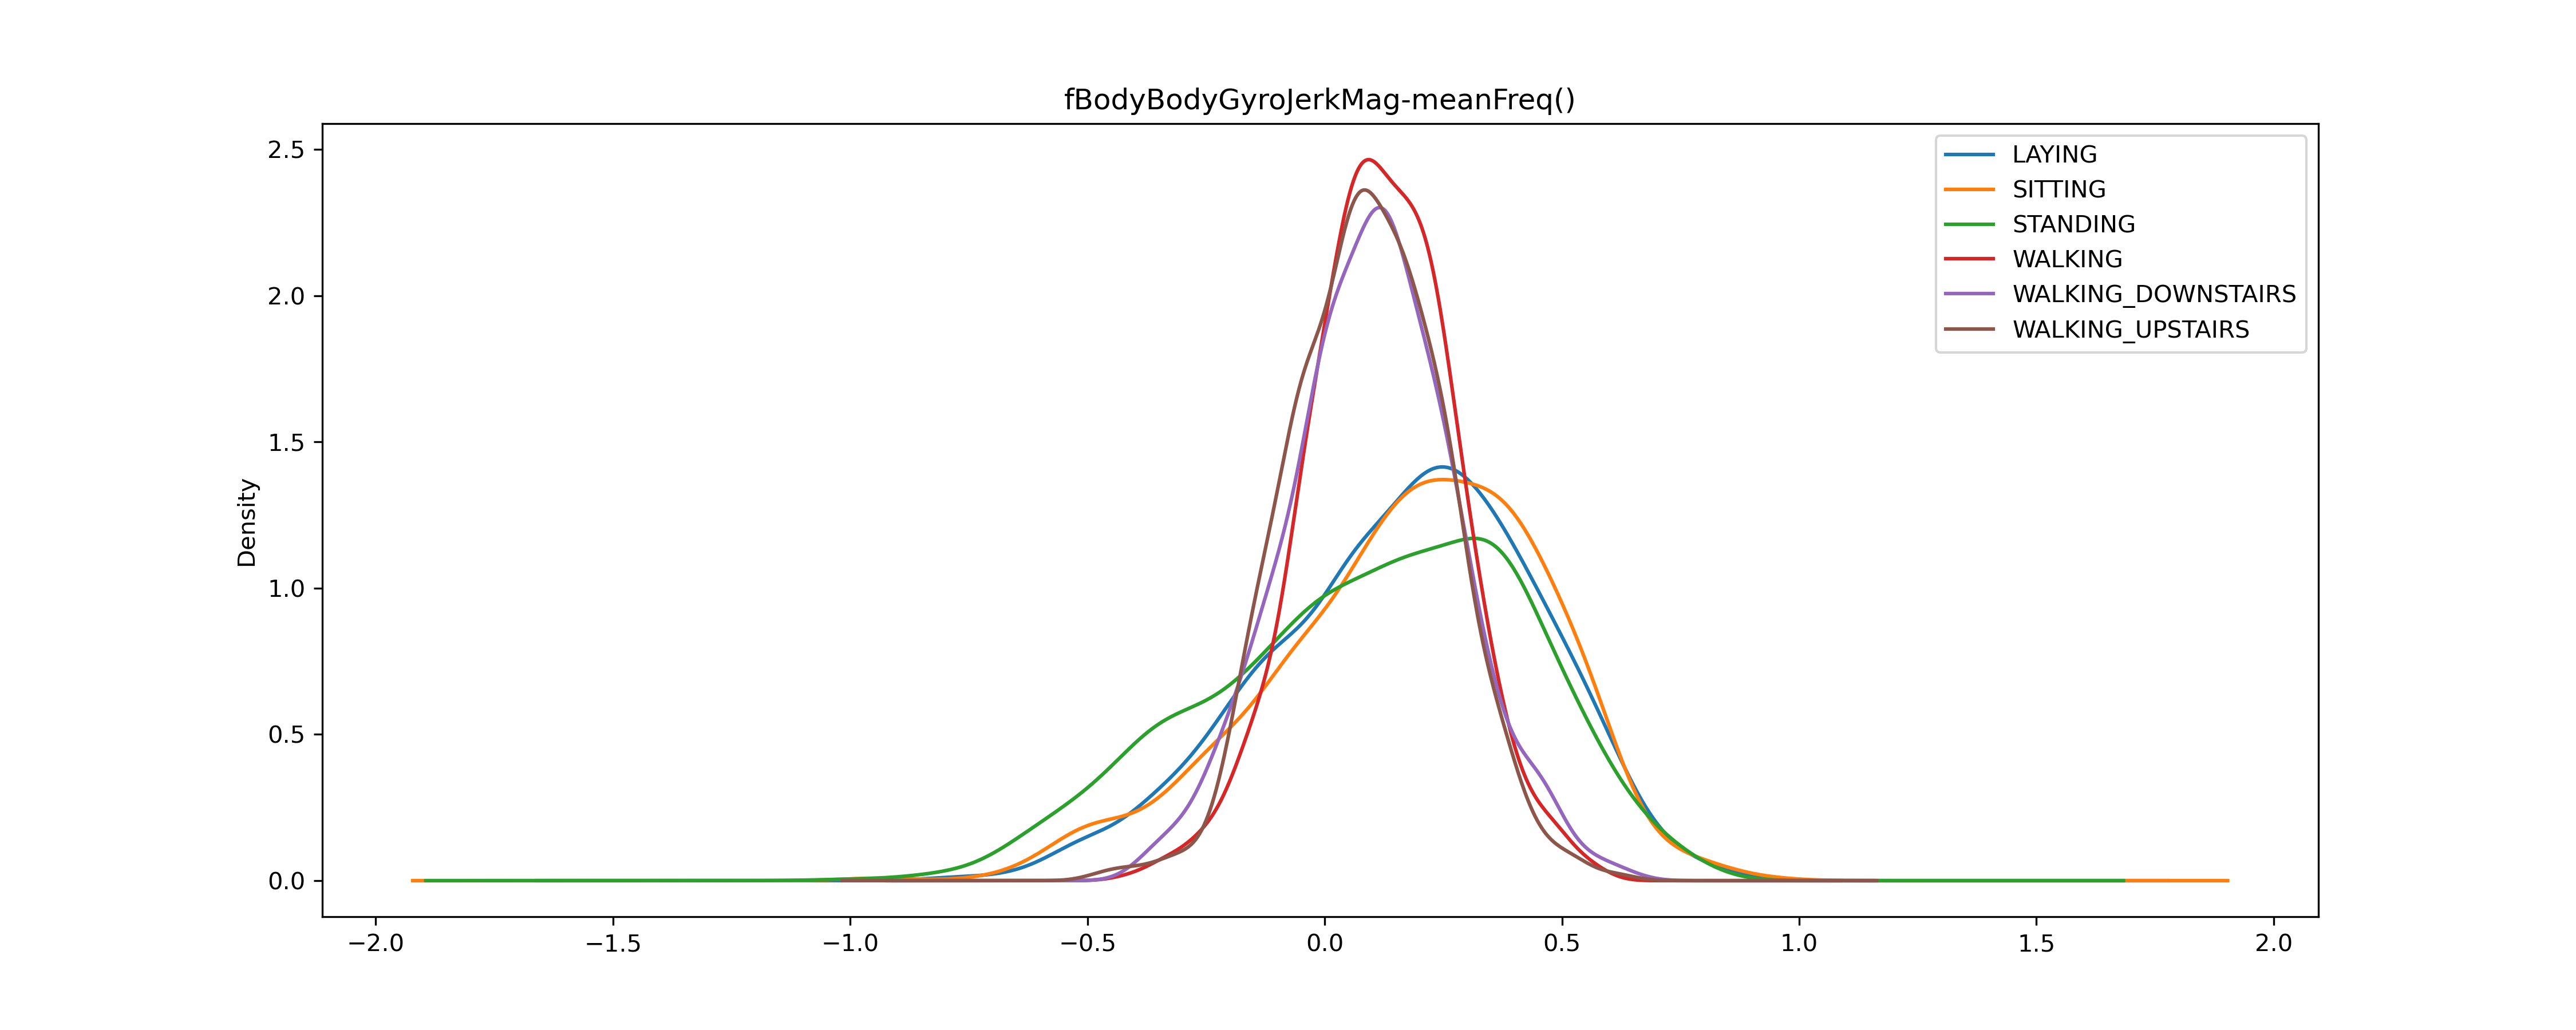 fBodyBodyGyroJerkMag-meanFreq()
2.5
2.0
1.5
1.0
0.5
0.0
Density
LAYING
SITTING
STANDING
WALKING
WALKING_DOWNSTAIRS
WALKING_UPSTAIRS
−2.0 −1.5 −1.0 −0.5 0.0 0.5 1.0 1.5 2.0